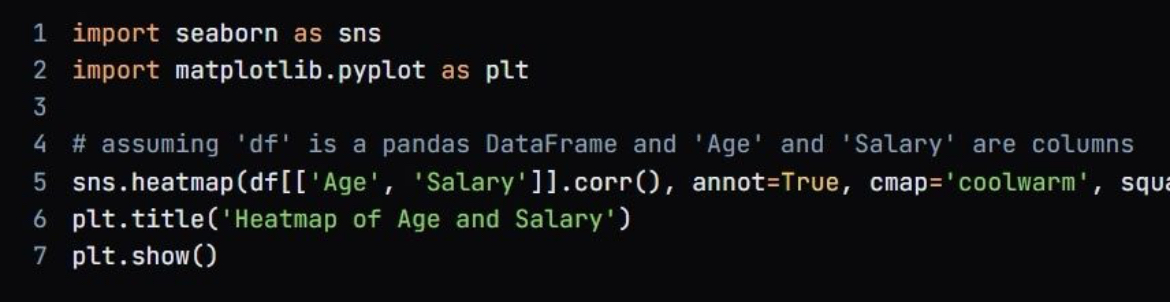 1 import seaborn as sns
2 import matplotlib.pyplot as plt
3
4 # assuming 'df' is a pandas DataFrame and 'Age' and 'Salary' are columns
5 sns.heatmap(df[['Age', 'Salary']].corr(), annot=True, cmap='coolwarm',
6 plt.title('Heatmap of Age and Salary')
7 plt.show()